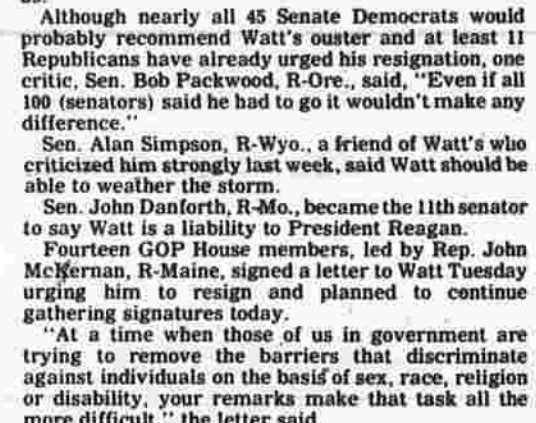 Although nearly all 45 Senate Democrats would
probably recommend Watt's ouster and at least 11
Republicans have already urged his resignation, one
critic, Sen. Bob Packwood, R-Ore., said, "Even if all
100 (senators) said he had to go it wouldn't make any
difference."
Sen. Alan Simpson, R-Wyo., a friend of Watt's who
criticized him strongly last week, said Watt should be
able to weather the storm.
Sen. John Danforth, R-Mo., became the 11th senator
to say Watt is a liability to President Reagan.
Fourteen GOP House members, led by Rep. John
McKernan, R-Maine, signed a letter to Watt Tuesday
urging him to resign and planned to continue
gathering signatures today.
"At a time when those of us in government are
trying to remove the barriers that discriminate
against individuals on the basis of sex, race, religion
or disability, your remarks make that task all the
more difficult," the letter said